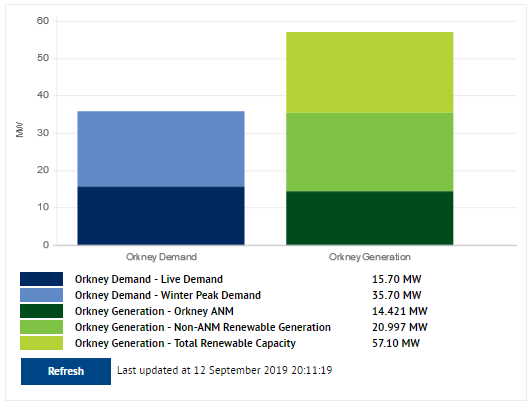 60
50
40
30
20
10
0
MW
Orkney Demand
Orkney Generation
Orkney Demand - Live Demand 15.70 MW
Orkney Demand - Winter Peak Demand 35.70 MW
Orkney Generation - Orkney ANM 14.421 MW
Orkney Generation - Non-ANM Renewable Generation 20.997 MW
Orkney Generation - Total Renewable Capacity 57.10 MW
Refresh Last updated at 12 September 2019 20:11:19